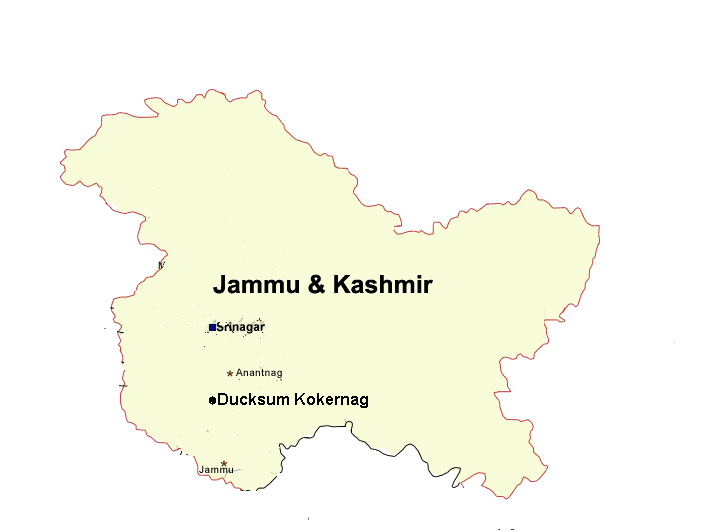 Jammu & Kashmir
Srinagar
Anantnag
Ducksum Kokernag
Jammu